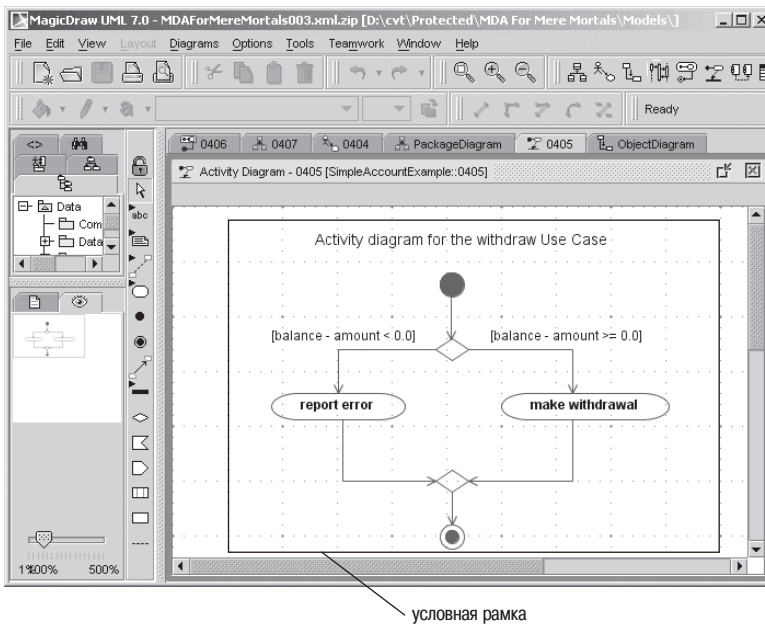 MagicDraw UML 7.0 - MDAForMereMortals003.xml.zip [D:\cvt\Protected\MDA For Mere Mortals\Models\]
File Edit View Layout Diagrams Options Tools Teamwork Window Help
Ready
0406 0407 0404 PackageDiagram 0405 ObjectDiagram
Activity Diagram - 0405 [SimpleAccountExample::0405]
Data
Com
Data
abc
Activity diagram for the withdraw Use Case
[balance - amount < 0.0] [balance - amount >= 0.0]
report error make withdrawal
500%
условная рамка